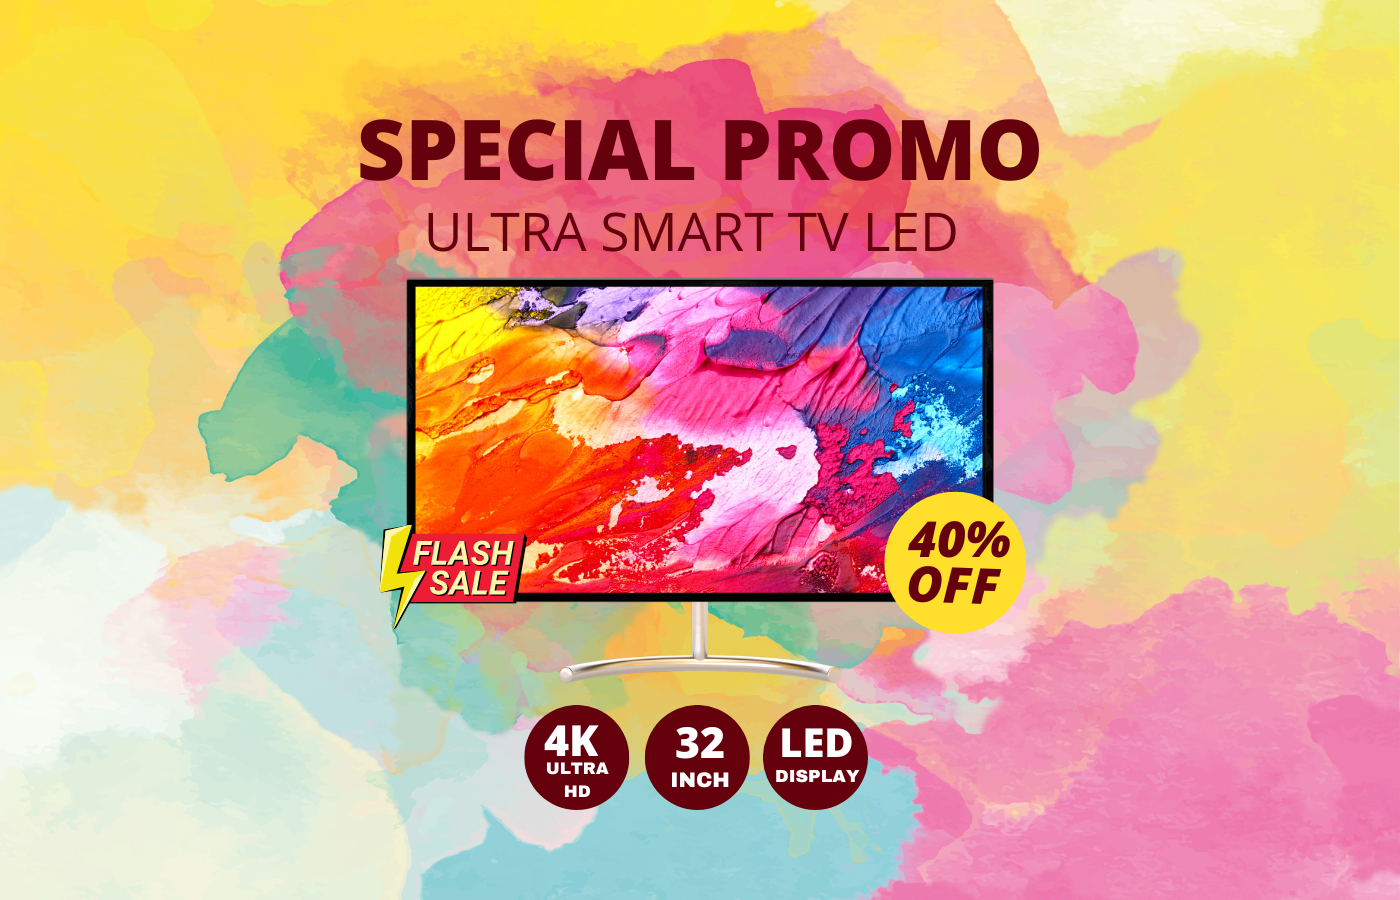 SPECIAL PROMO
ULTRA SMART TV LED
FLASH
SALE
40%
OFF
4K
ULTRA
HD
32
INCH
LED
DISPLAY